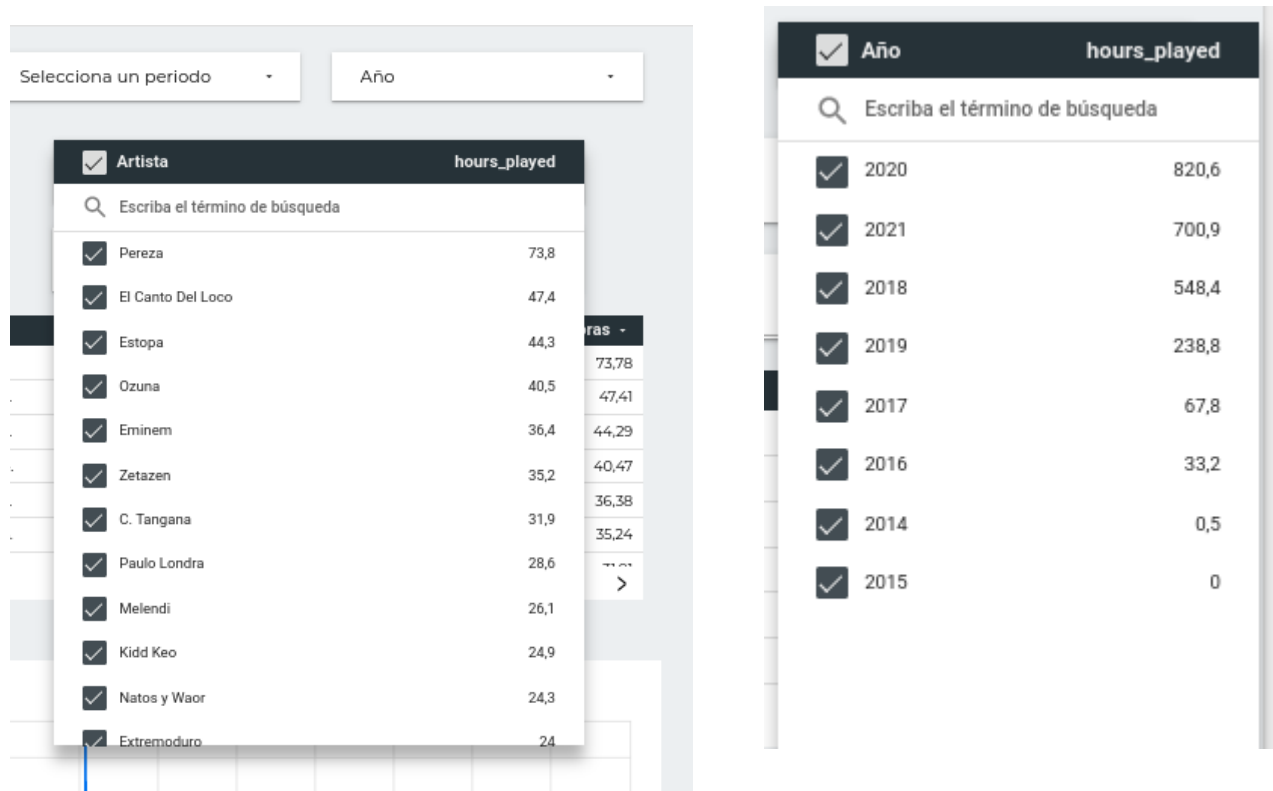 Selecciona un periodo
Año
Artista hours_played
Escriba el término de búsqueda
Pereza 73,8
El Canto Del Loco 47,4
Estopa 44,3
Ozuna 40,5
Eminem 36,4
Zetazen 35,2
C. Tangana 31,9
Paulo Londra 28,6
Melendi 26,1
Kidd Keo 24,9
Natos y Waor 24,3
Extremoduro 24
73,78
47,41
44,29
40,47
36,38
35,24
Año hours_played
Escriba el término de búsqueda
2020 820,6
2021 700,9
2018 548,4
2019 238,8
2017 67,8
2016 33,2
2014 0,5
2015 0